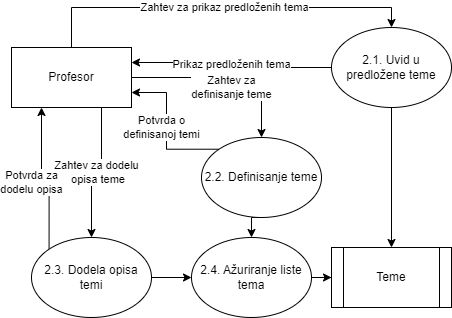 Zahtev za prikaz predloženih tema
Profesor
Prikaz predloženih tema
2.1. Uvid u
predložene teme
Zahtev za
definisanje teme
Potvrda o
definisanoj temi
Potvrda za
dodelu opisa
Zahtev za dodelu
opisa teme
2.2. Definisanje teme
2.3. Dodela opisa
temi
2.4. Ažuriranje liste
tema
Teme